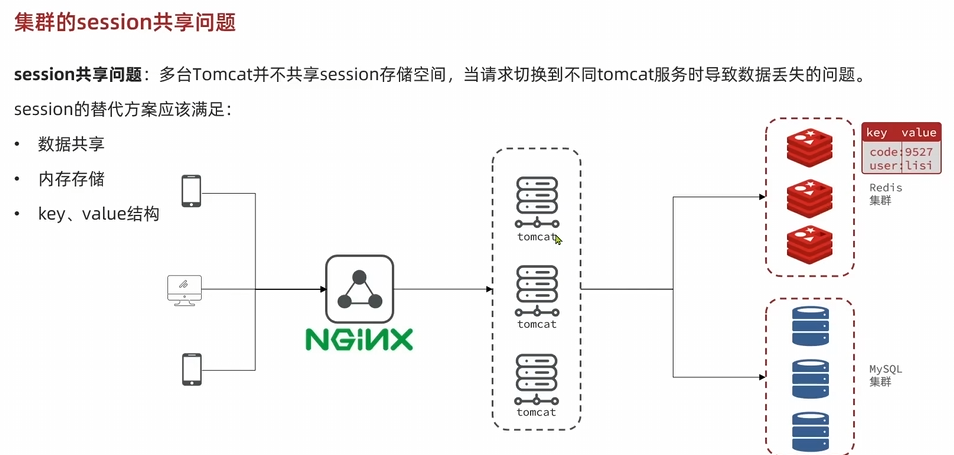 集群的session共享问题
session共享问题：多台Tomcat并不共享session存储空间，当请求切换到不同tomcat服务时导致数据丢失的问题。
session的替代方案应该满足：
• 数据共享
• 内存存储
• key、value结构
NGINX
tomcat
tomcat
tomcat
key value
code:9527
user:lisi
Redis
集群
MySQL
集群